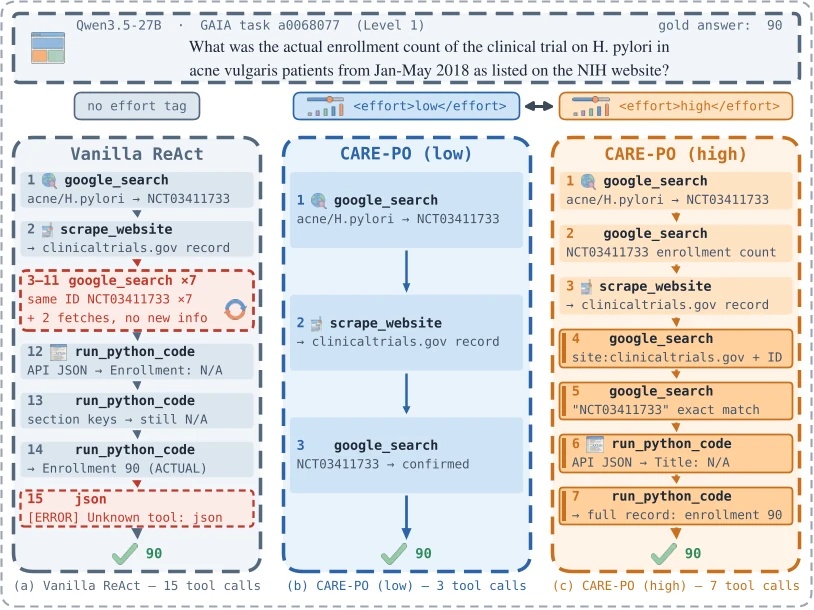 Qwen3.5-27B · GAIA task a0068077 (Level 1) gold answer: 90
What was the actual enrollment count of the clinical trial on H. pylori in
acne vulgaris patients from Jan-May 2018 as listed on the NIH website?
no effort tag
<effort>low</effort>
<effort>high</effort>
Vanilla ReAct
1 google_search
acne/H.pylori → NCT03411733
2 scrape_website
→ clinicaltrials.gov record
3–11 google_search ×7
same ID NCT03411733 ×7
+ 2 fetches, no new info
12 run_python_code
API JSON → Enrollment: N/A
13 run_python_code
section keys → still N/A
14 run_python_code
→ Enrollment 90 (ACTUAL)
15 json
[ERROR] Unknown tool: json
90
(a) Vanilla ReAct — 15 tool calls
CARE-PO (low)
1 google_search
acne/H.pylori → NCT03411733
2 scrape_website
→ clinicaltrials.gov record
3 google_search
NCT03411733 → confirmed
90
(b) CARE-PO (low) — 3 tool calls
CARE-PO (high)
1 google_search
acne/H.pylori → NCT03411733
2 google_search
NCT03411733 enrollment count
3 scrape_website
→ clinicaltrials.gov record
4 google_search
site:clinicaltrials.gov + ID
5 google_search
"NCT03411733" exact match
6 run_python_code
API JSON → Title: N/A
7 run_python_code
→ full record: enrollment 90
90
(c) CARE-PO (high) — 7 tool calls